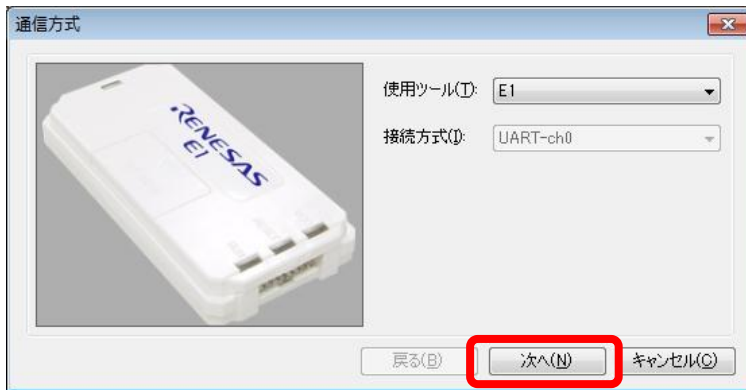 通信方式
RENESAS
E1
使用ツール(T): E1
接続方式(I): UART-ch0
戻る(B) 次へ(N) キャンセル(C)